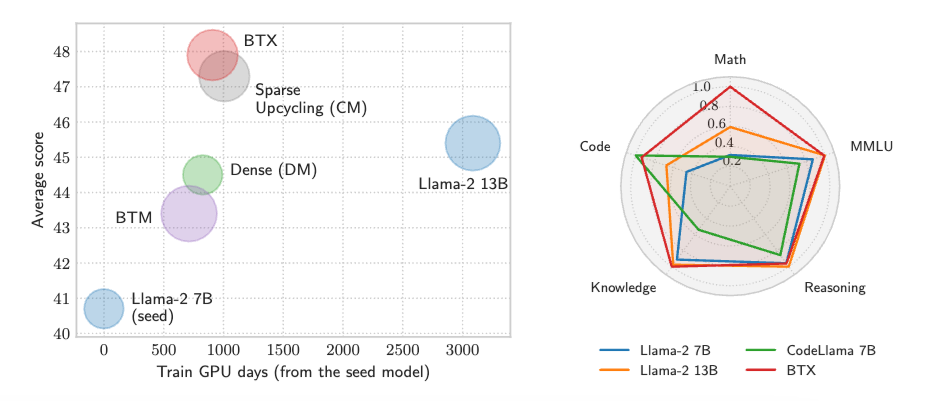 48
47
46
45
44
43
42
41
40
Average score
BTX
Sparse
Upcycling (CM)
Dense (DM)
BTM
Llama-2 13B
Llama-2 7B
(seed)
0 500 1000 1500 2000 2500 3000
Train GPU days (from the seed model)
Math
1.0
0.8
0.6
0.4
0.2
Code
MMLU
Knowledge
Reasoning
Llama-2 7B
Llama-2 13B
CodeLlama 7B
BTX